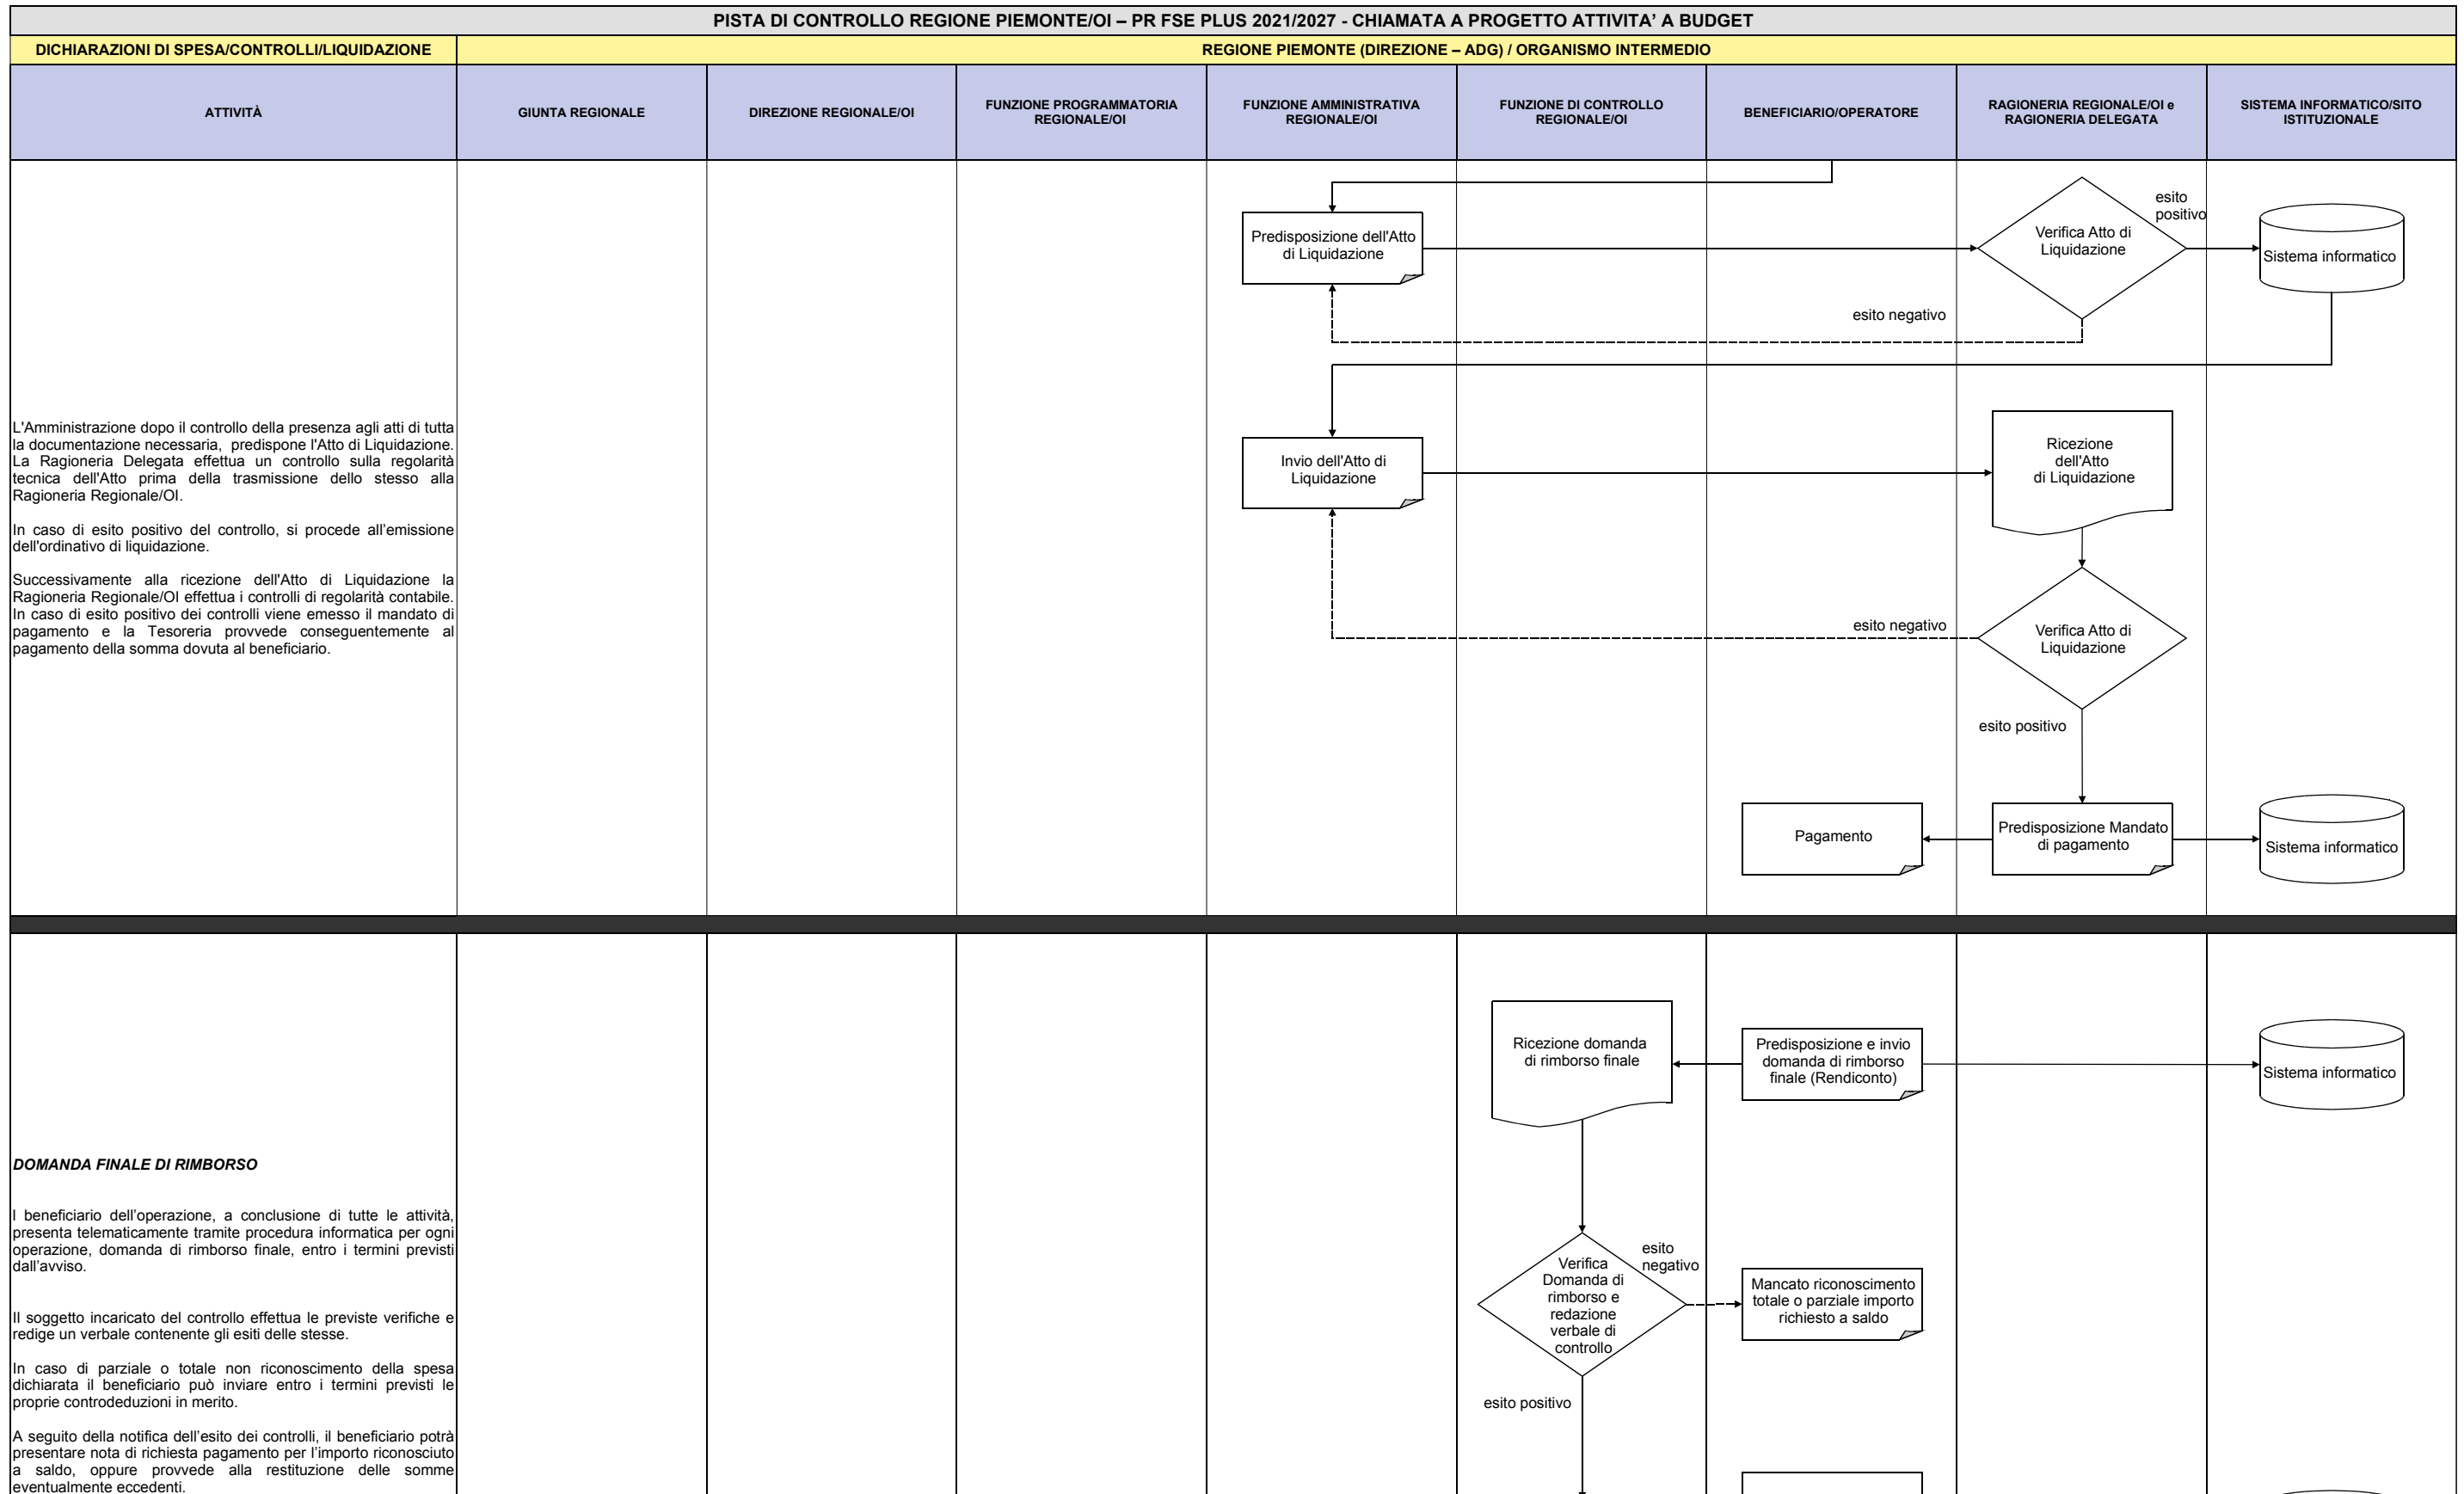 PISTA DI CONTROLLO REGIONE PIEMONTE/OI – PR FSE PLUS 2021/2027 - CHIAMATA A PROGETTO ATTIVITA’ A BUDGET
DICHIARAZIONI DI SPESA/CONTROLLI/LIQUIDAZIONE
REGIONE PIEMONTE (DIREZIONE – ADG) / ORGANISMO INTERMEDIO
ATTIVITÀ
GIUNTA REGIONALE
DIREZIONE REGIONALE/OI
FUNZIONE PROGRAMMATORIA
REGIONALE/OI
FUNZIONE AMMINISTRATIVA
REGIONALE/OI
FUNZIONE DI CONTROLLO
REGIONALE/OI
BENEFICIARIO/OPERATORE
RAGIONERIA REGIONALE/OI e
RAGIONERIA DELEGATA
SISTEMA INFORMATICO/SITO
ISTITUZIONALE
L'Amministrazione dopo il controllo della presenza agli atti di tutta
la documentazione necessaria, predispone l'Atto di Liquidazione.
La Ragioneria Delegata effettua un controllo sulla regolarità
tecnica dell'Atto prima della trasmissione dello stesso alla
Ragioneria Regionale/OI.
In caso di esito positivo del controllo, si procede all’emissione
dell'ordinativo di liquidazione.
Successivamente alla ricezione dell'Atto di Liquidazione la
Ragioneria Regionale/OI effettua i controlli di regolarità contabile.
In caso di esito positivo dei controlli viene emesso il mandato di
pagamento e la Tesoreria provvede conseguentemente al
pagamento della somma dovuta al beneficiario.
Predisposizione dell'Atto
di Liquidazione
Verifica Atto di
Liquidazione
esito
positivo
Sistema informatico
esito negativo
Invio dell'Atto di
Liquidazione
Ricezione
dell'Atto
di Liquidazione
esito negativo
Verifica Atto di
Liquidazione
esito positivo
Pagamento
Predisposizione Mandato
di pagamento
Sistema informatico
DOMANDA FINALE DI RIMBORSO
l beneficiario dell’operazione, a conclusione di tutte le attività,
presenta telematicamente tramite procedura informatica per ogni
operazione, domanda di rimborso finale, entro i termini previsti
dall’avviso.
Il soggetto incaricato del controllo effettua le previste verifiche e
redige un verbale contenente gli esiti delle stesse.
In caso di parziale o totale non riconoscimento della spesa
dichiarata il beneficiario può inviare entro i termini previsti le
proprie controdeduzioni in merito.
A seguito della notifica dell’esito dei controlli, il beneficiario potrà
presentare nota di richiesta pagamento per l’importo riconosciuto
a saldo, oppure provvede alla restituzione delle somme
eventualmente eccedenti.
Ricezione domanda
di rimborso finale
Predisposizione e invio
domanda di rimborso
finale (Rendiconto)
Sistema informatico
Verifica
Domanda di
rimborso e
redazione
verbale di
controllo
esito
negativo
Mancato riconoscimento
totale o parziale importo
richiesto a saldo
esito positivo